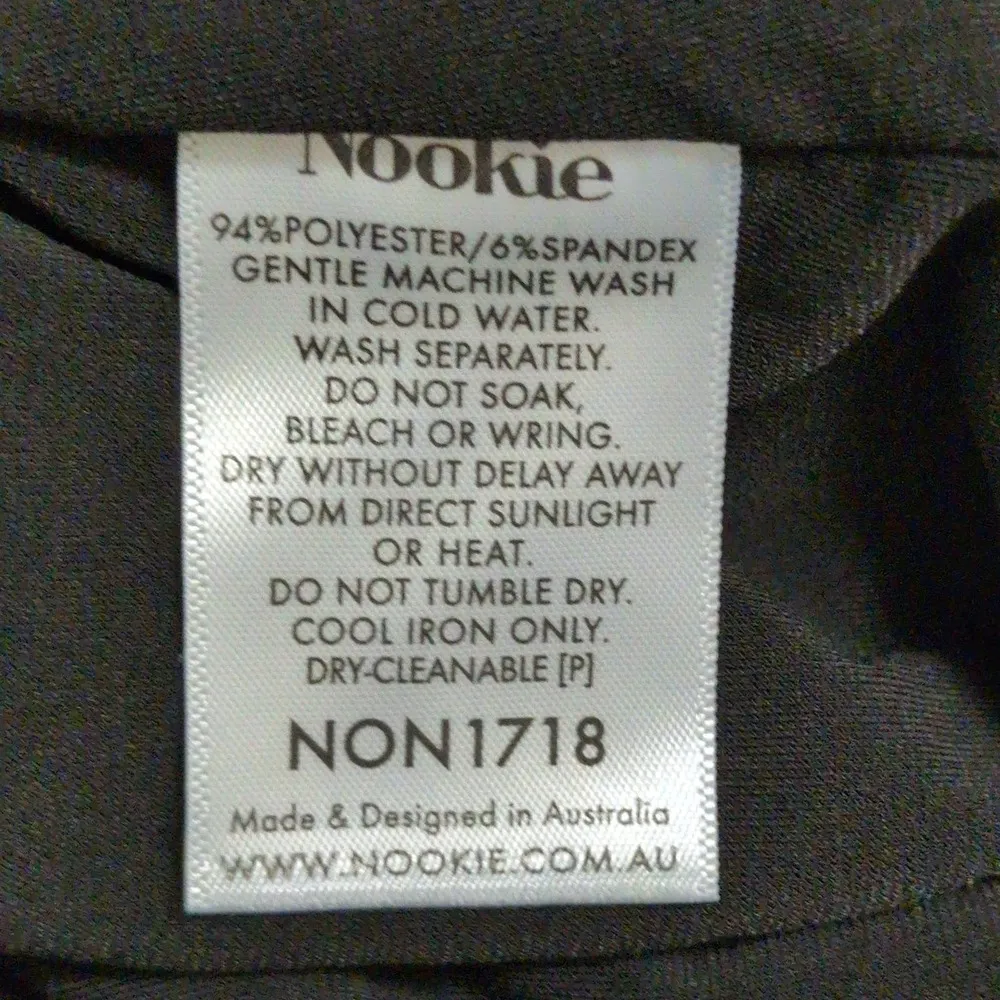 Nookie
94%POLYESTER/6%SPANDEX
GENTLE MACHINE WASH
IN COLD WATER.
WASH SEPARATELY.
DO NOT SOAK,
BLEACH OR WRING.
DRY WITHOUT DELAY AWAY
FROM DIRECT SUNLIGHT
OR HEAT.
DO NOT TUMBLE DRY.
COOL IRON ONLY.
DRY-CLEANABLE [P]
NON1718
Made & Designed in Australia
WWW.NOOKIE.COM.AU